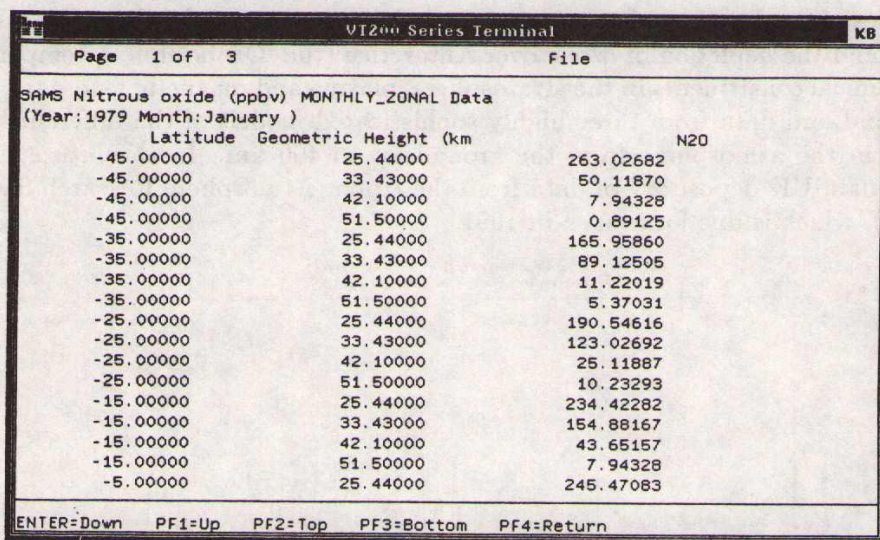 VT200 Series Terminal KB
Page of 3 File
SAMS Nitrous oxide (ppbv) MONTHLY_ZONAL Data
(Year:1979 Month:January )
Latitude Geometric Height (km N2O
-45.00000 25.44000 263.02682
-45.00000 33.43000 50.11870
-45.00000 42.10000 7.94328
-45.00000 51.50000 0.89125
-35.00000 25.44000 165.95860
-35.00000 33.43000 89.12505
-35.00000 42.10000 11.22019
-35.00000 51.50000 5.37031
-25.00000 25.44000 190.54616
-25.00000 33.43000 123.02692
-25.00000 42.10000 25.11887
-25.00000 51.50000 10.23293
-15.00000 25.44000 234.42282
-15.00000 33.43000 154.88167
-15.00000 42.10000 43.65157
-15.00000 51.50000 7.94328
-5.00000 25.44000 245.47083
ENTER=Down PF1=Up PF2=Top PF3=Bottom PF4=Return